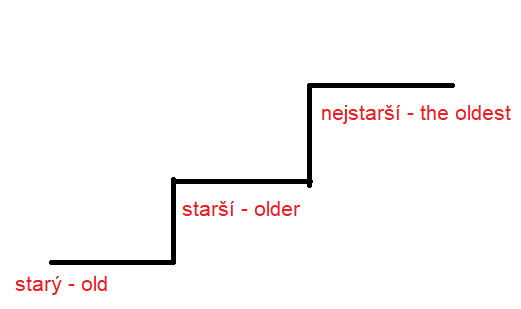 nejstarší - the oldest
starší - older
starý - old